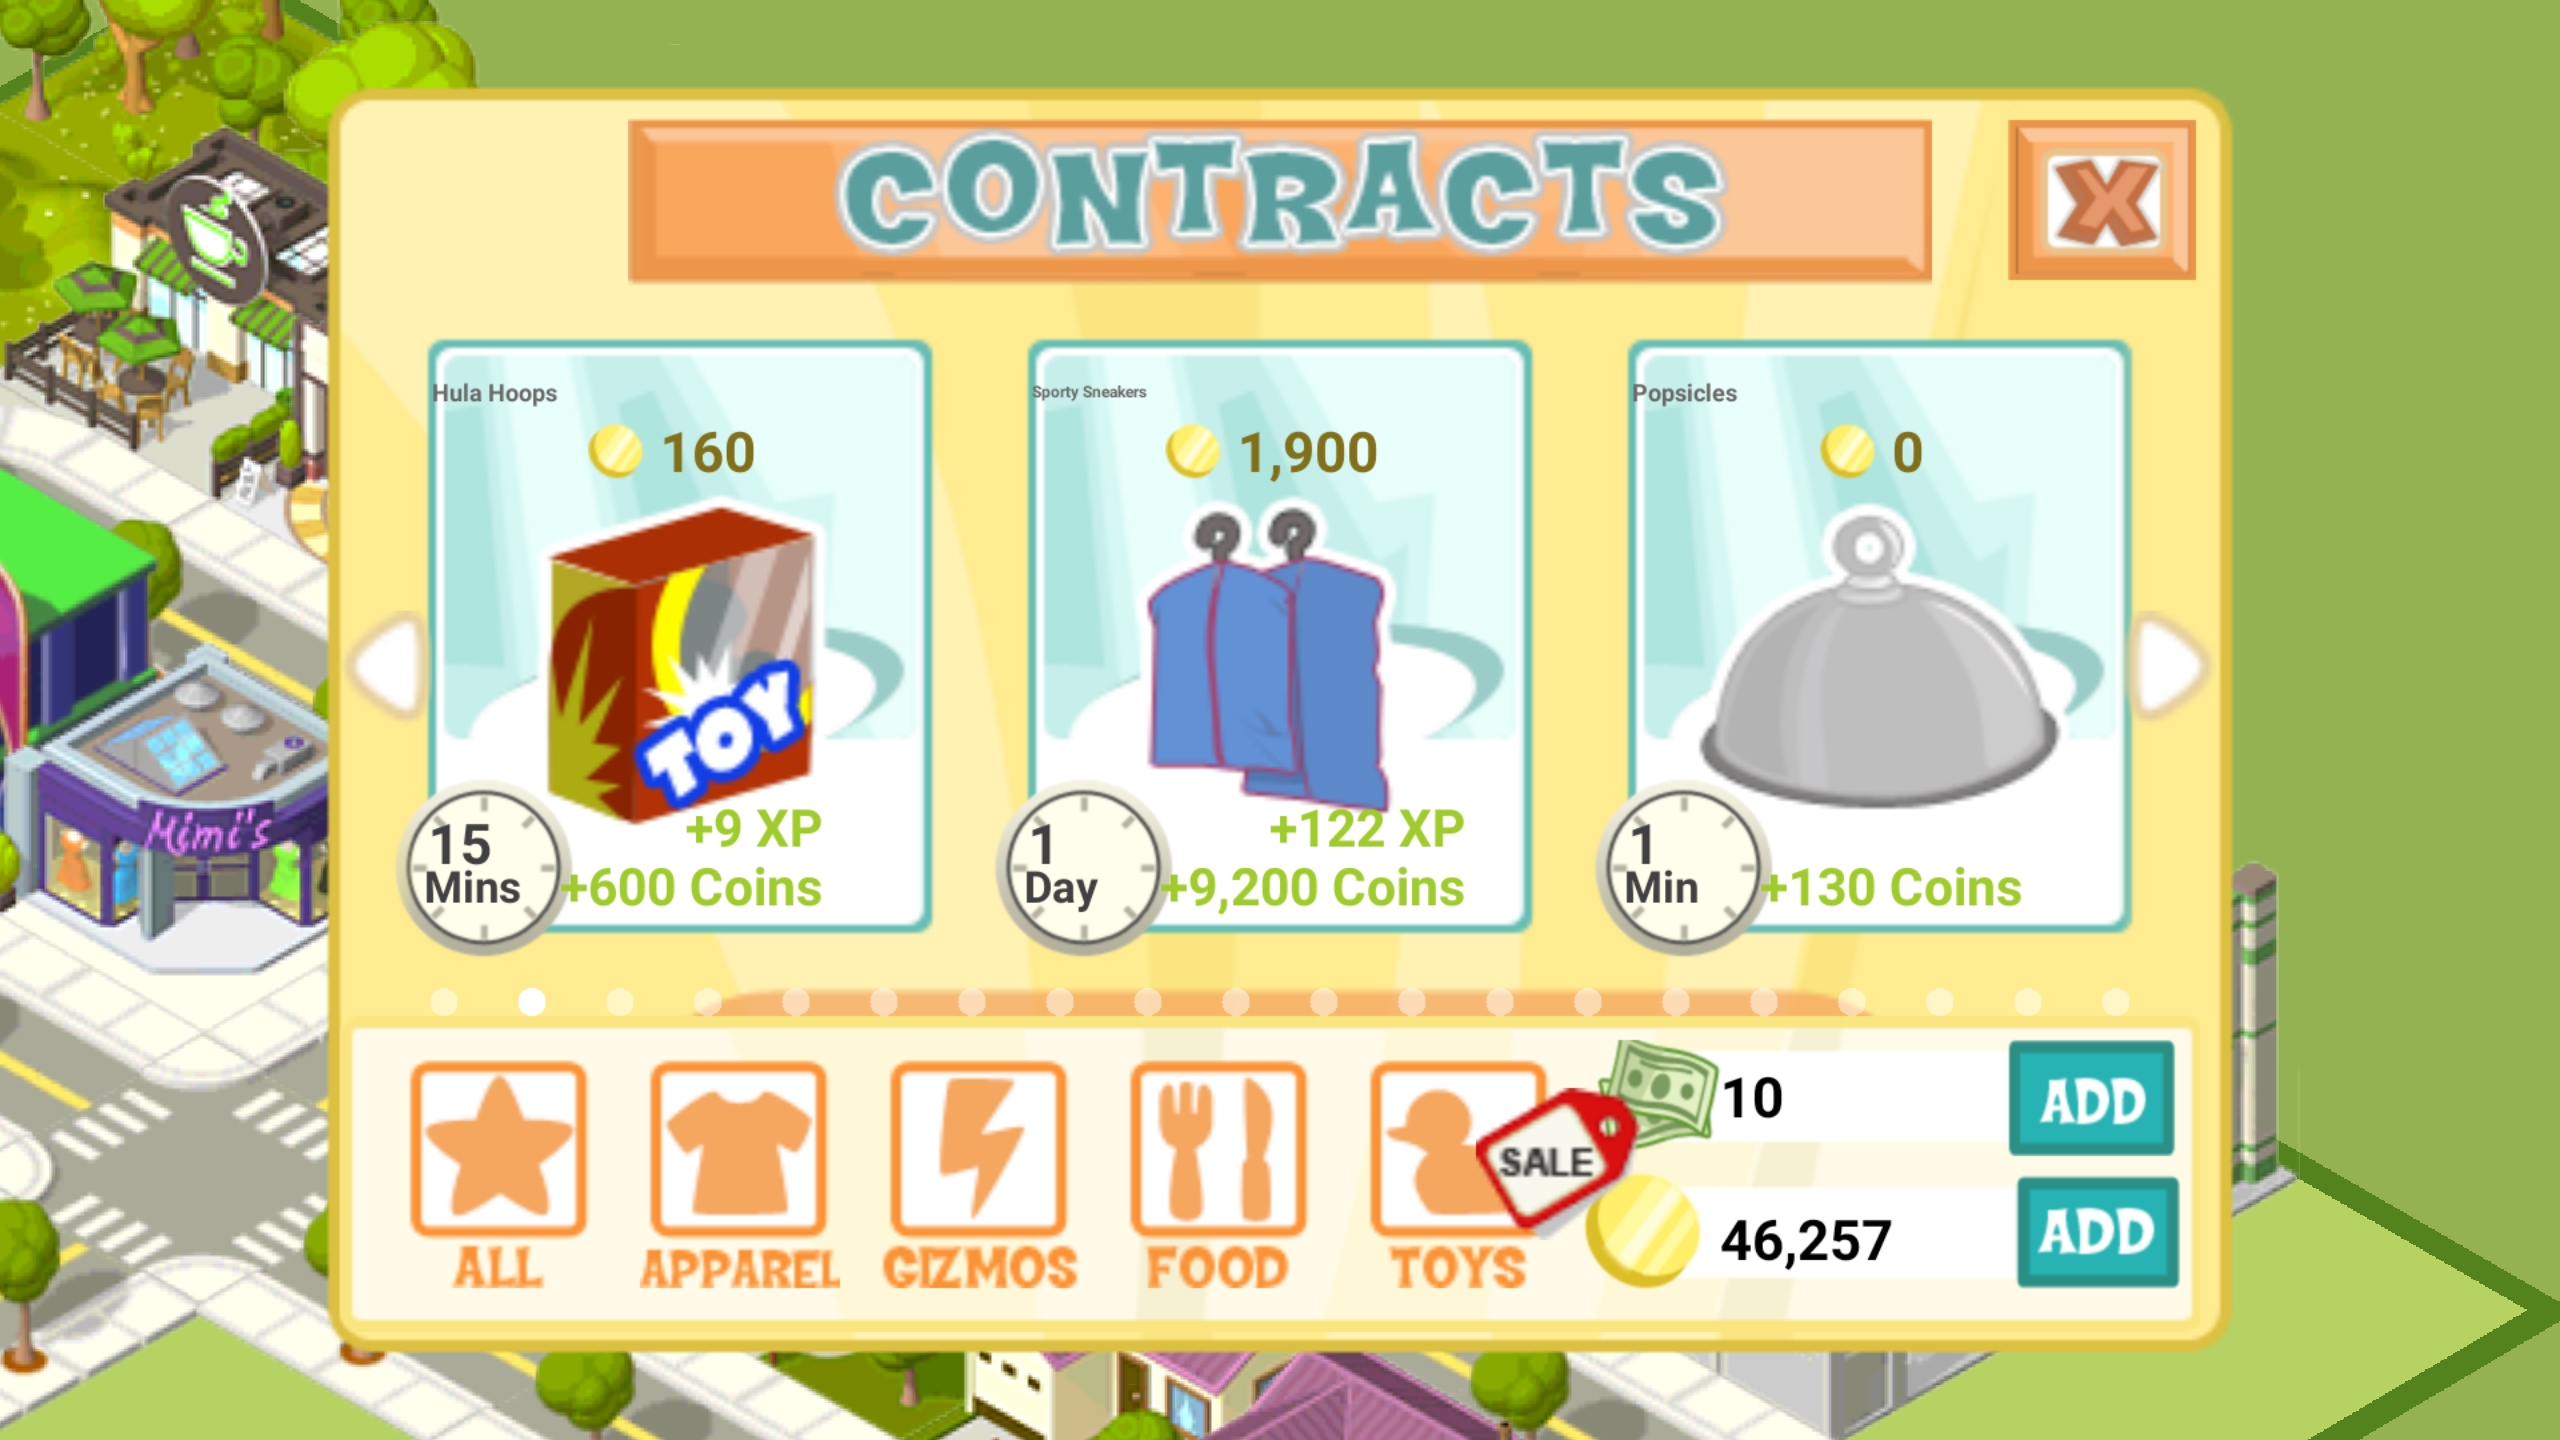 CONTRACTS
X
Hula Hoops
160
TOY
15
Mins
+9 XP
+600 Coins
Sporty Sneakers
1,900
1
Day
+122 XP
+9,200 Coins
Popsicles
0
1
Min
+130 Coins
Mimi's
ALL
APPAREL
GIZMOS
FOOD
TOYS
SALE
10
ADD
46,257
ADD